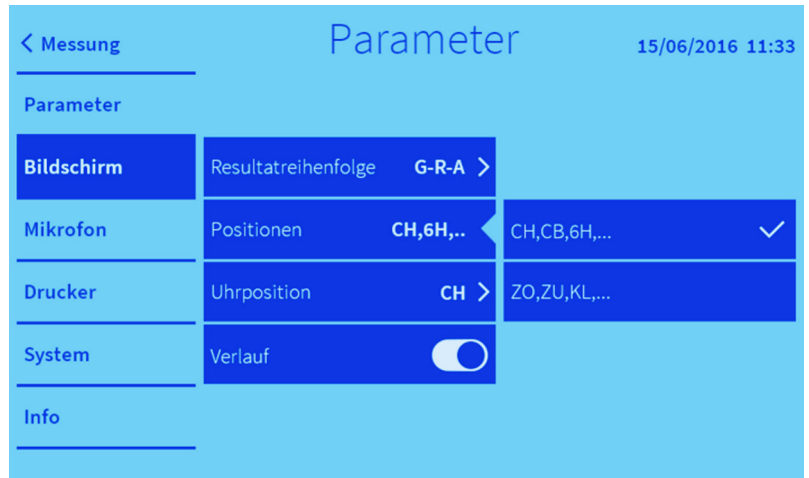 Messung
Parameter
15/06/2016 11:33
Parameter
Bildschirm
Resultatreihenfolge G-R-A
Mikrofon
Positionen CH,6H,..
CH,CB,6H,...
Drucker
Uhrposition CH
ZO,ZU,KL,...
System
Verlauf
Info